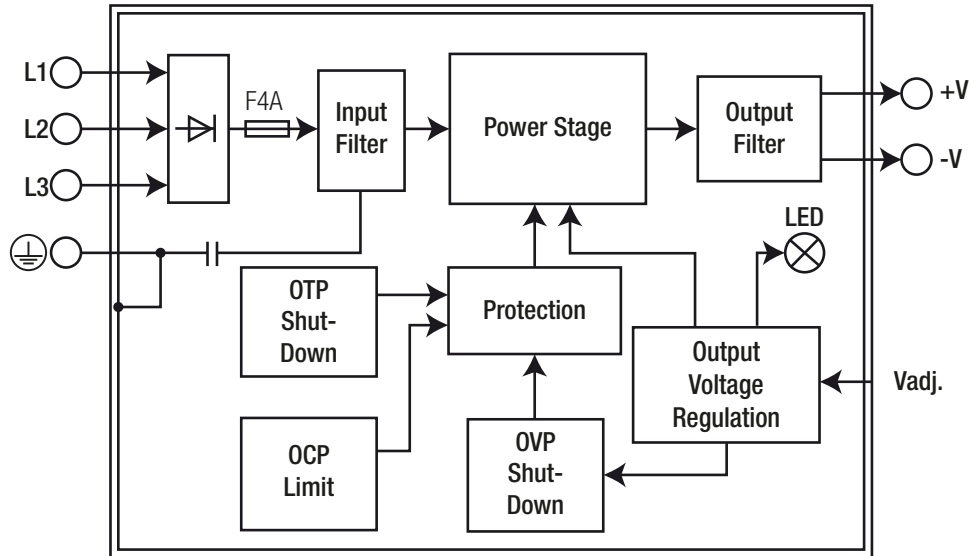 L1
L2
L3
F4A
Input
Filter
Power Stage
Output
Filter
+V
-V
LED
OTP
Shut-
Down
Protection
Output
Voltage
Regulation
Vadj.
OCP
Limit
OVP
Shut-
Down